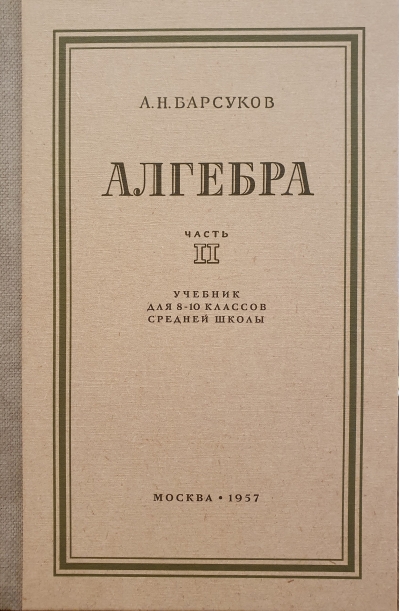 А.Н.БАРСУКОВ
АЛГЕБРА
ЧАСТЬ
II
УЧЕБНИК
ДЛЯ 8-10 КЛАССОВ
СРЕДНЕЙ ШКОЛЫ
МОСКВА • 1957